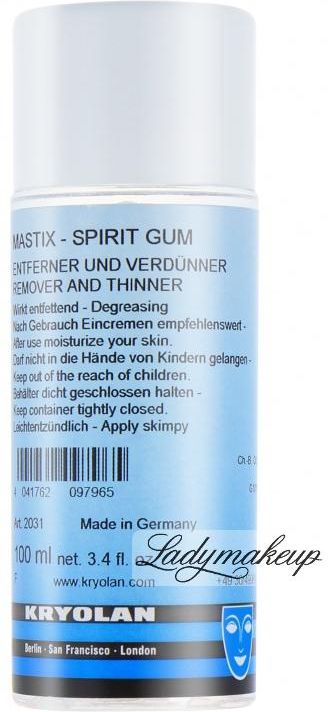 MASTIX - SPIRIT GUM
ENTFERNER UND VERDÜNNER
REMOVER AND THINNER
Wirkt entfettend - Degreasing
Nach Gebrauch Eincremen empfehlenswert -
After use moisturize your skin.
Darf nicht in die Hände von Kindern gelangen -
Keep out of the reach of children.
Behälter dicht geschlossen halten -
Keep container tightly closed.
Leichtentzündlich - Apply skimpy
Ch.-B.
4 041762 097965
Art. 2031 Made in Germany
100 ml net. 3.4 fl. oz
Ladymakeup
F www.kryolan.com
KRYOLAN
Berlin - San Francisco - London